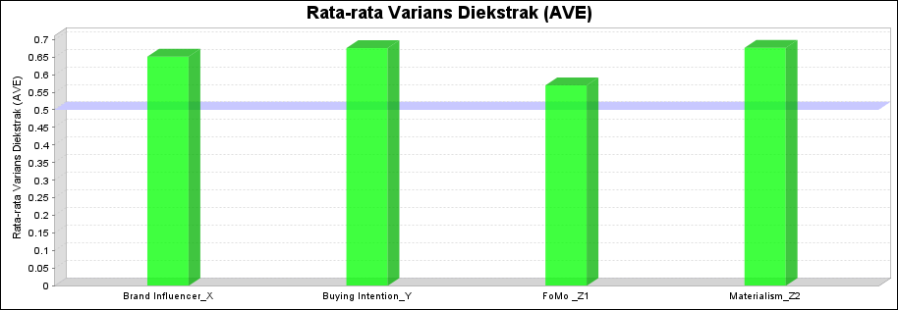 Rata-rata Varians Diekstrak (AVE)
Rata-rata Varians Diekstrak (AVE)
0.7
0.65
0.6
0.55
0.5
0.45
0.4
0.35
0.3
0.25
0.2
0.15
0.1
0.05
0
Brand Influencer_X
Buying Intention_Y
FoMo _Z1
Materialism_Z2